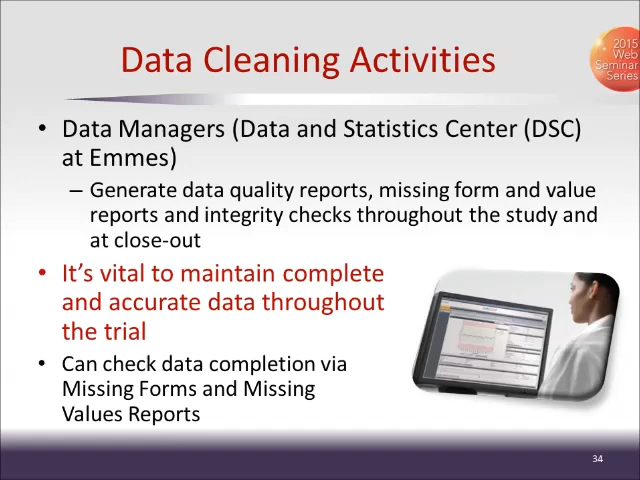 Data Cleaning Activities
2015
Web
Seminar
Series
• Data Managers (Data and Statistics Center (DSC)
at Emmes)
– Generate data quality reports, missing form and value
reports and integrity checks throughout the study and
at close-out
• It’s vital to maintain complete
and accurate data throughout
the trial
• Can check data completion via
Missing Forms and Missing
Values Reports
34